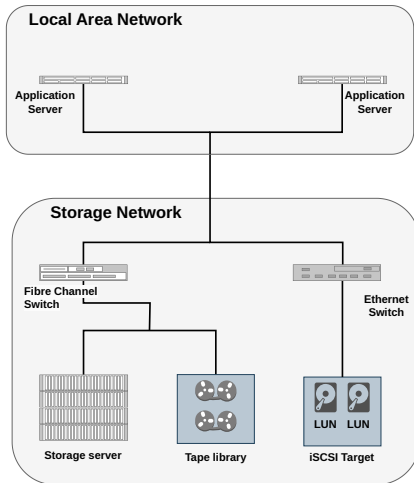 Local Area Network
Application
Server
Application
Server
Storage Network
Fibre Channel
Switch
Ethernet
Switch
LUN LUN
Storage server
Tape library
iSCSI Target